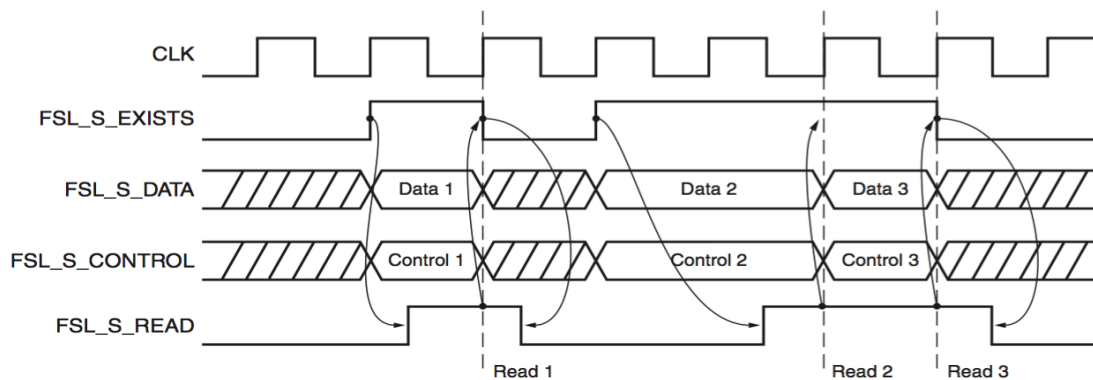 CLK
FSL_S_EXISTS
FSL_S_DATA
Data 1
Data 2
Data 3
FSL_S_CONTROL
Control 1
Control 2
Control 3
FSL_S_READ
Read 1
Read 2
Read 3